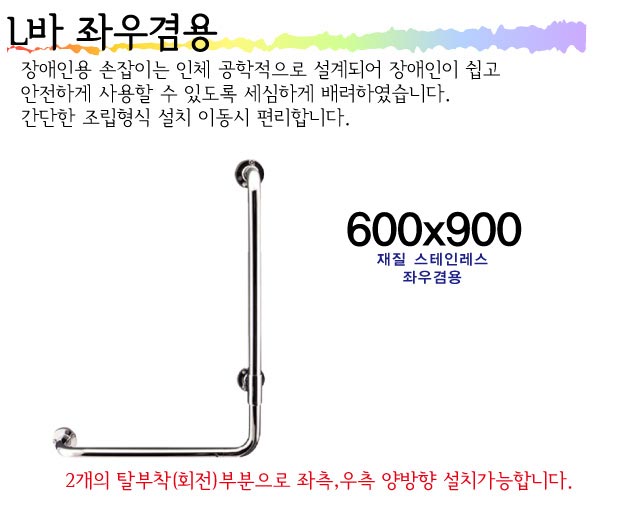 L바 좌우겸용
장애인용 손잡이는 인체 공학적으로 설계되어 장애인이 쉽고
안전하게 사용할 수 있도록 세심하게 배려하였습니다.
간단한 조립형식 설치 이동시 편리합니다.
600x900
재질 스테인레스
좌우겸용
2개의 탈부착(회전)부분으로 좌측,우측 양방향 설치가능합니다.